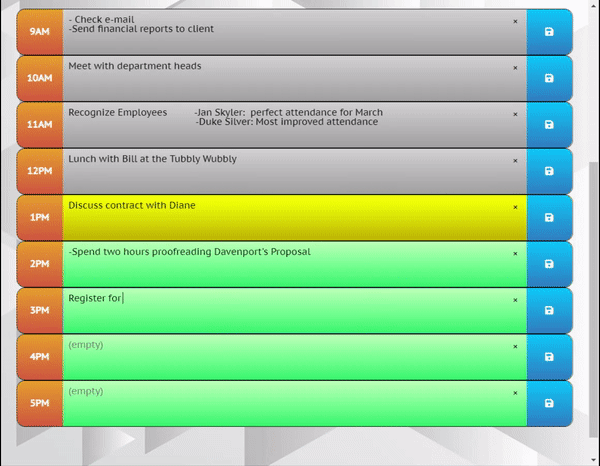 9AM
- Check e-mail
-Send financial reports to client
×
10AM
Meet with department heads
×
11AM
Recognize Employees -Jan Skyler: perfect attendance for March
-Duke Silver: Most improved attendance
×
12PM
Lunch with Bill at the Tubbly Wubbly
×
1PM
Discuss contract with Diane
×
2PM
-Spend two hours proofreading Davenport's Proposal
×
3PM
Register for
×
4PM
(empty)
×
5PM
(empty)
×